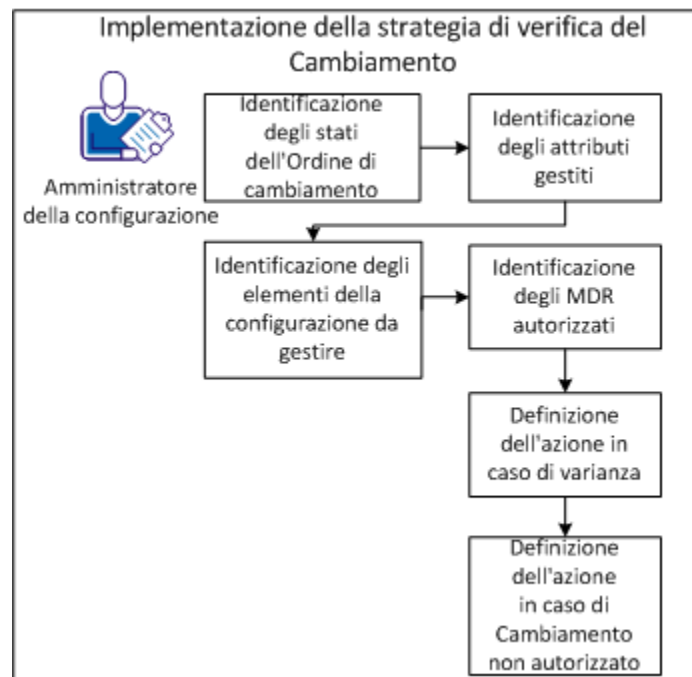 Implementazione della strategia di verifica del
Cambiamento
Amministratore
della configurazione
Identificazione
degli stati
dell'Ordine di
cambiamento
Identificazione
degli attributi
gestiti
Identificazione degli
elementi della
configurazione da
gestire
Identificazione
degli MDR
autorizzati
Definizione
dell'azione in
caso di varianza
Definizione
dell'azione
in caso di
Cambiamento
non autorizzato